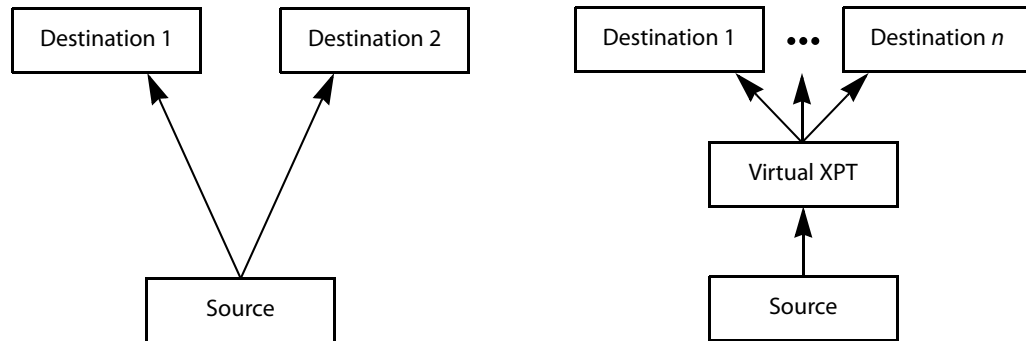 Destination 1
Destination 2
Source
Destination 1
•••
Destination n
Virtual XPT
Source